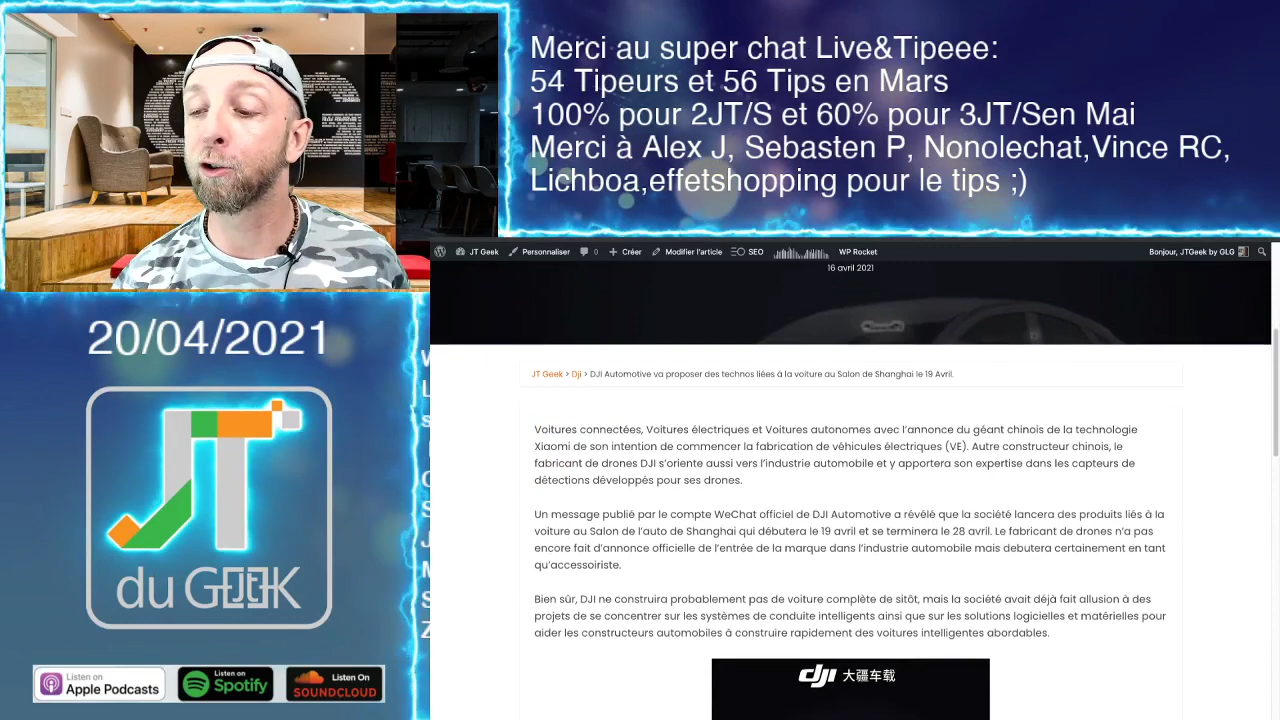 Merci au super chat Live&Tipeee:
54 Tipeurs et 56 Tips en Mars
100% pour 2JT/S et 60% pour 3JT/Sen Mai
Merci à Alex J, Sebasten P, Nonolechat,Vince RC,
Lichboa,effetshopping pour le tips ;)
JT Geek Personnaliser 0 Créer Modifier l'article SEO WP Rocket Bonjour, JTGeek by GLG
16 avril 2021
20/04/2021
JT Geek > Dji > DJI Automotive va proposer des technos liées à la voiture au Salon de Shanghai le 19 Avril.
Voitures connectées, Voitures électriques et Voitures autonomes avec l'annonce du géant chinois de la technologie
Xiaomi de son intention de commencer la fabrication de véhicules électriques (VE). Autre constructeur chinois, le
fabricant de drones DJI s'oriente aussi vers l'industrie automobile et y apportera son expertise dans les capteurs de
détections développés pour ses drones.
Un message publié par le compte WeChat officiel de DJI Automotive a révélé que la société lancera des produits liés à la
voiture au Salon de l'auto de Shanghai qui débutera le 19 avril et se terminera le 28 avril. Le fabricant de drones n'a pas
encore fait d'annonce officielle de l'entrée de la marque dans l'industrie automobile mais debutera certainement en tant
qu'accessoiriste.
Bien sûr, DJI ne construira probablement pas de voiture complète de sitôt, mais la société avait déjà fait allusion à des
projets de se concentrer sur les systèmes de conduite intelligents ainsi que sur les solutions logicielles et matérielles pour
aider les constructeurs automobiles à construire rapidement des voitures intelligentes abordables.
dji 大疆车载
JT
du GEEK
Listen on
Apple Podcasts
Listen on
Spotify
Listen On
SOUNDCLOUD